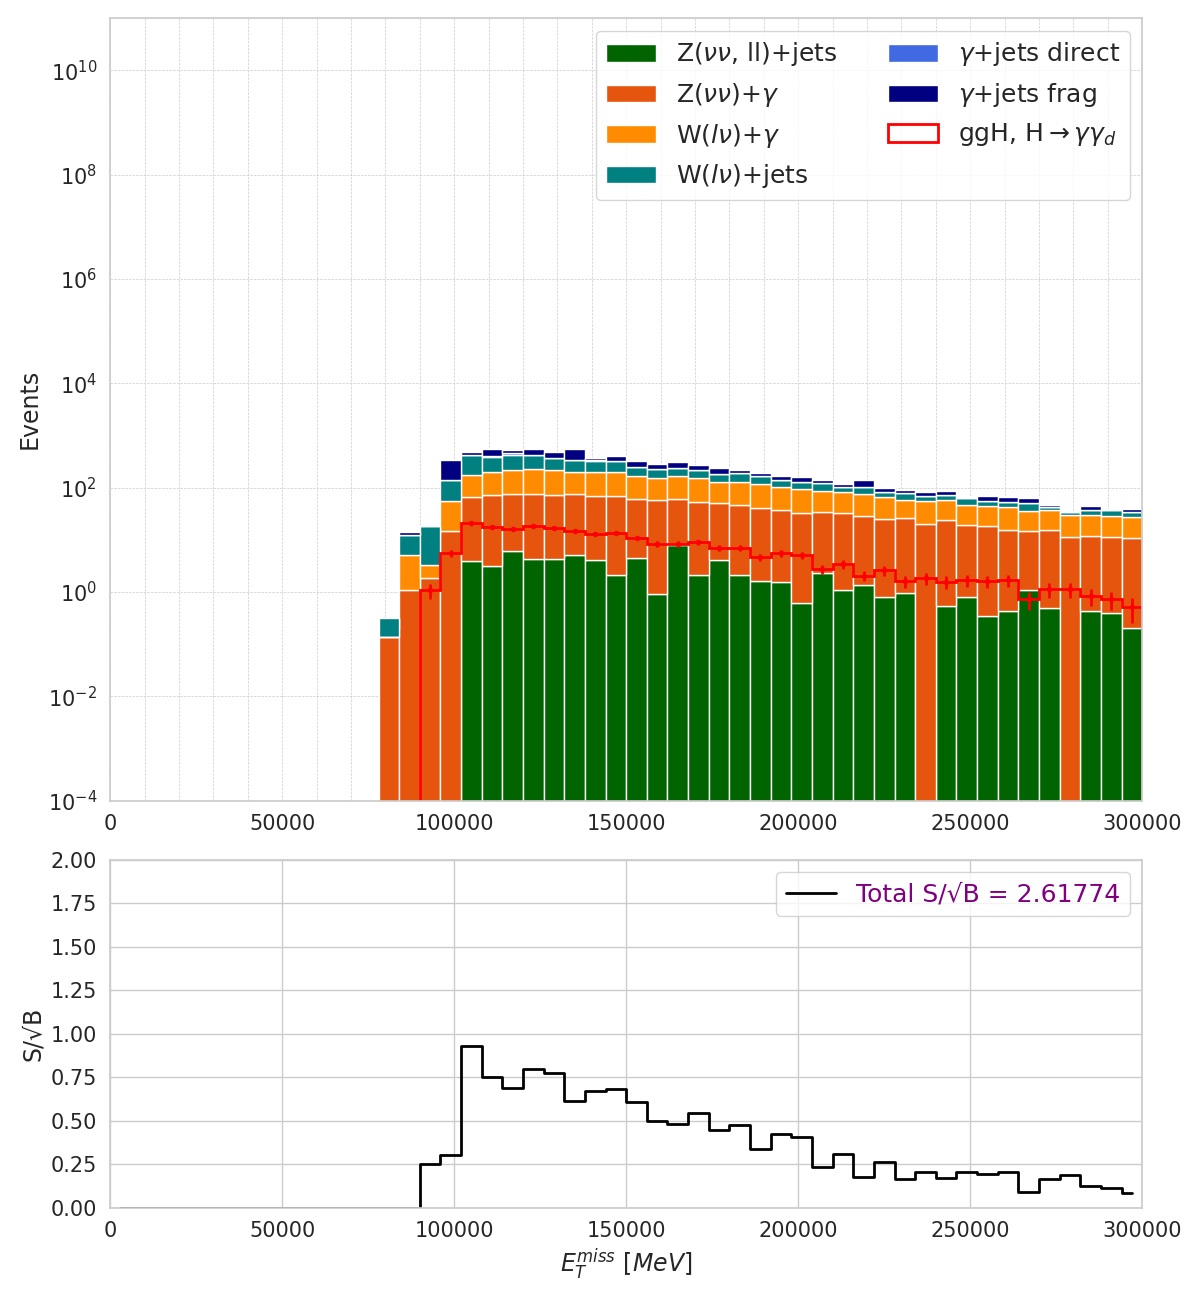 Z(νν, ll)+jets
Z(νν)+γ
W(lν)+γ
W(lν)+jets
γ+jets direct
γ+jets frag
ggH, H→γγ_d
Events
10^10
10^8
10^6
10^4
10^2
10^0
10^−2
10^−4
0 50000 100000 150000 200000 250000 300000
Total S/√B = 2.61774
S/√B
2.00
1.75
1.50
1.25
1.00
0.75
0.50
0.25
0.00
0 50000 100000 150000 200000 250000 300000
E_T^miss [MeV]